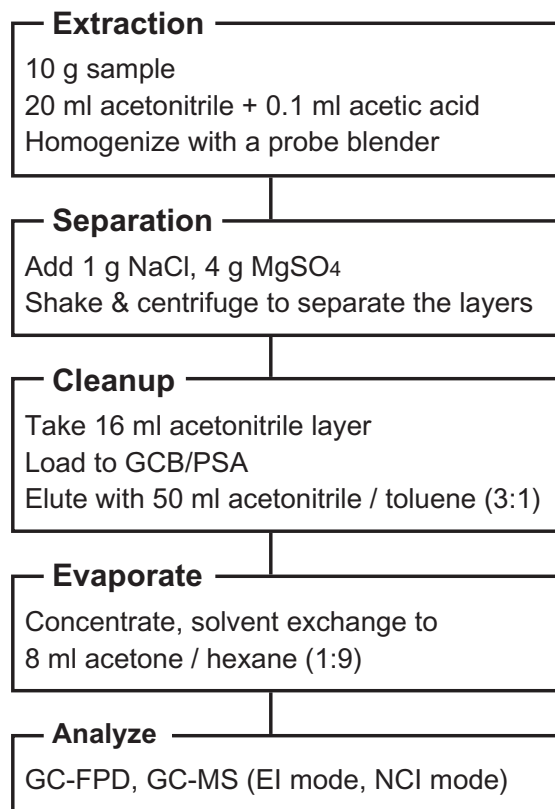 Extraction
10 g sample
20 ml acetonitrile + 0.1 ml acetic acid
Homogenize with a probe blender
Separation
Add 1 g NaCl, 4 g MgSO4
Shake & centrifuge to separate the layers
Cleanup
Take 16 ml acetonitrile layer
Load to GCB/PSA
Elute with 50 ml acetonitrile / toluene (3:1)
Evaporate
Concentrate, solvent exchange to
8 ml acetone / hexane (1:9)
Analyze
GC-FPD, GC-MS (EI mode, NCI mode)